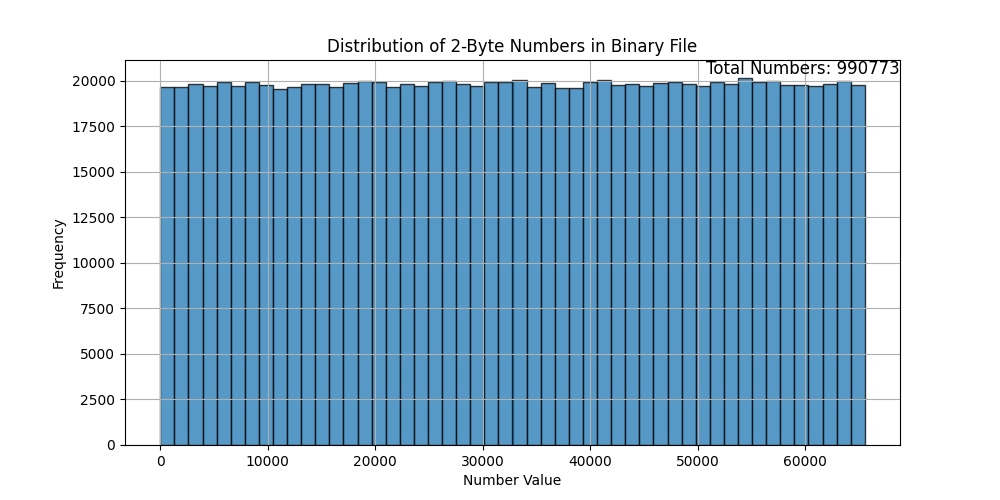 Distribution of 2-Byte Numbers in Binary File
Total Numbers: 990773
Frequency
20000
17500
15000
12500
10000
7500
5000
2500
0
0 10000 20000 30000 40000 50000 60000
Number Value